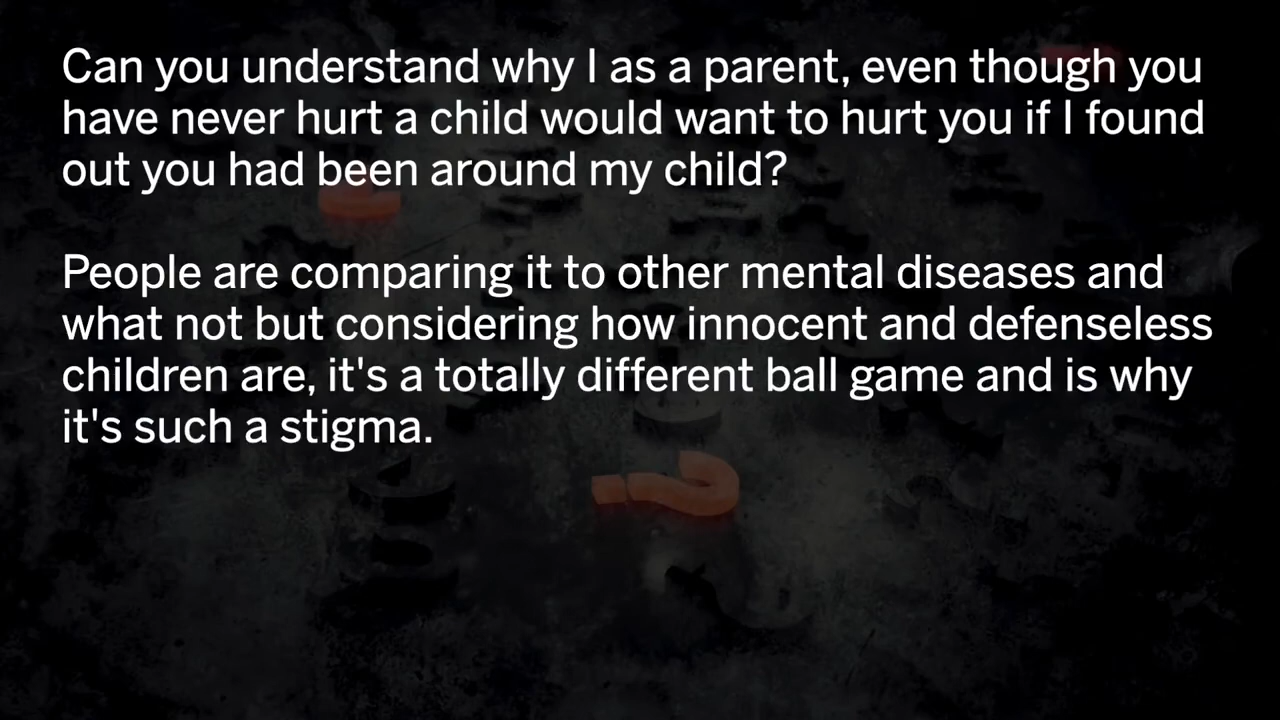 Can you understand why I as a parent, even though you
have never hurt a child would want to hurt you if I found
out you had been around my child?
People are comparing it to other mental diseases and
what not but considering how innocent and defenseless
children are, it's a totally different ball game and is why
it's such a stigma.